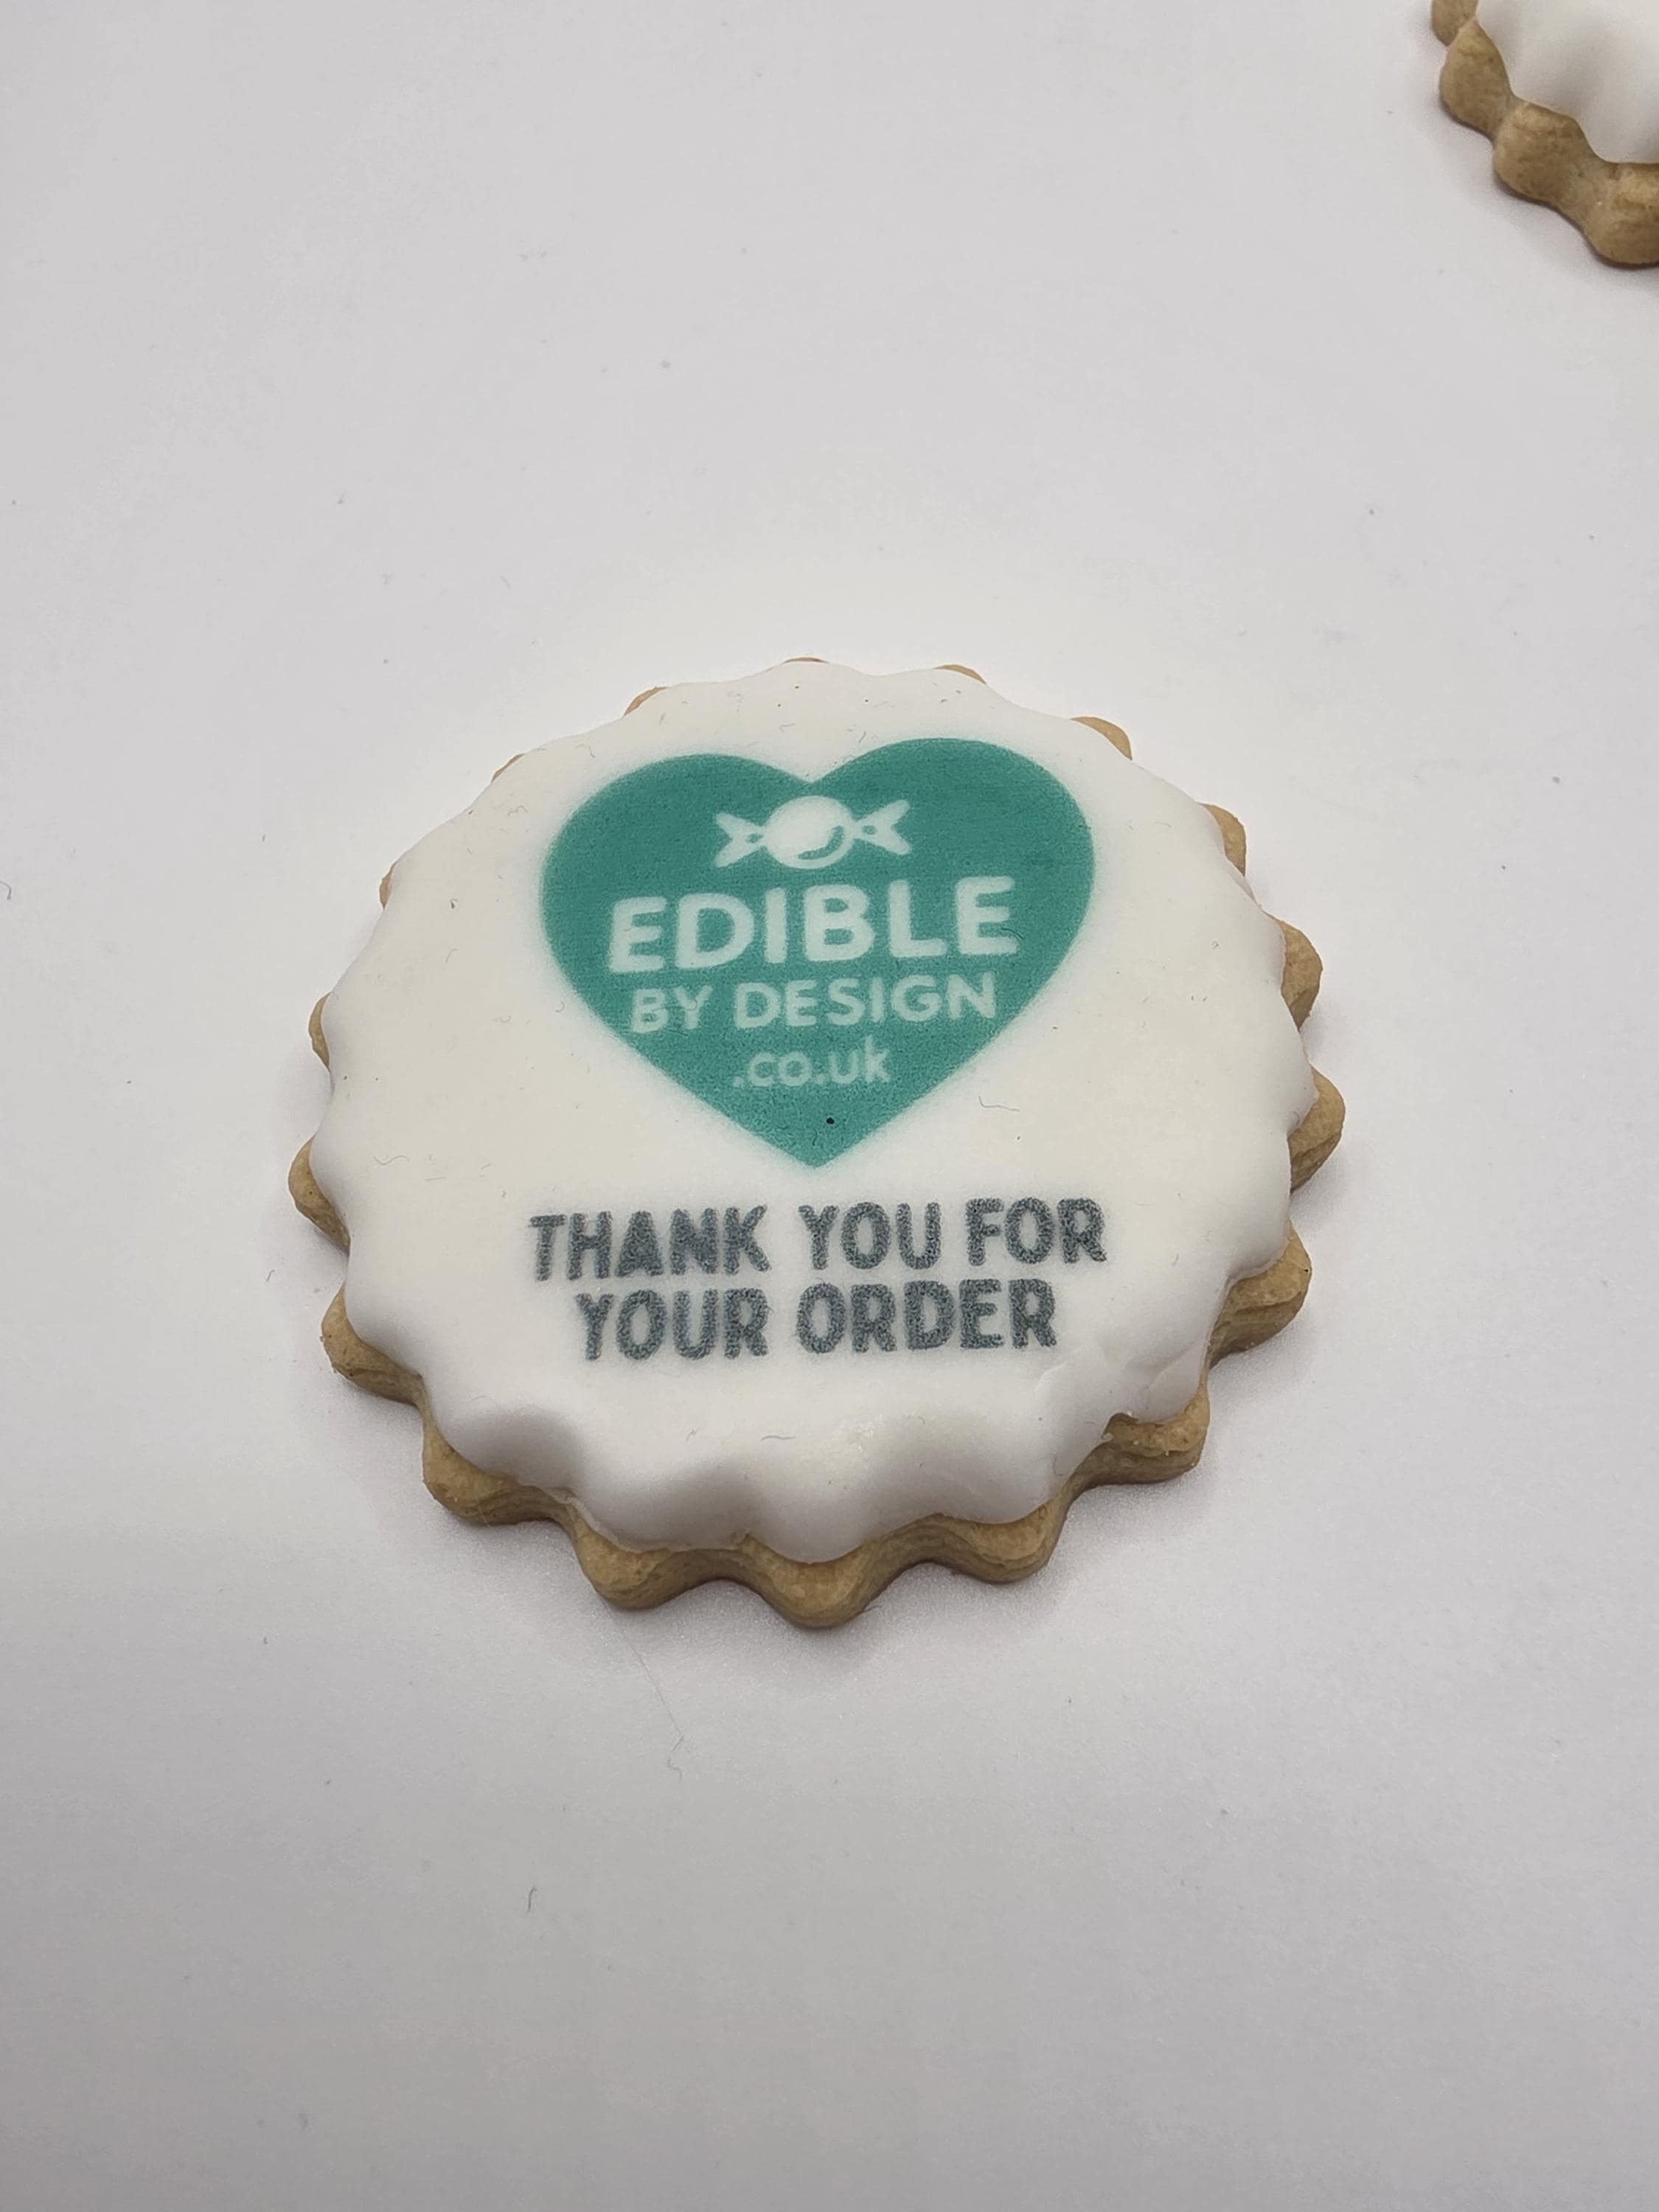 EDIBLE
BY DESIGN
.co.uk
THANK YOU FOR
YOUR ORDER